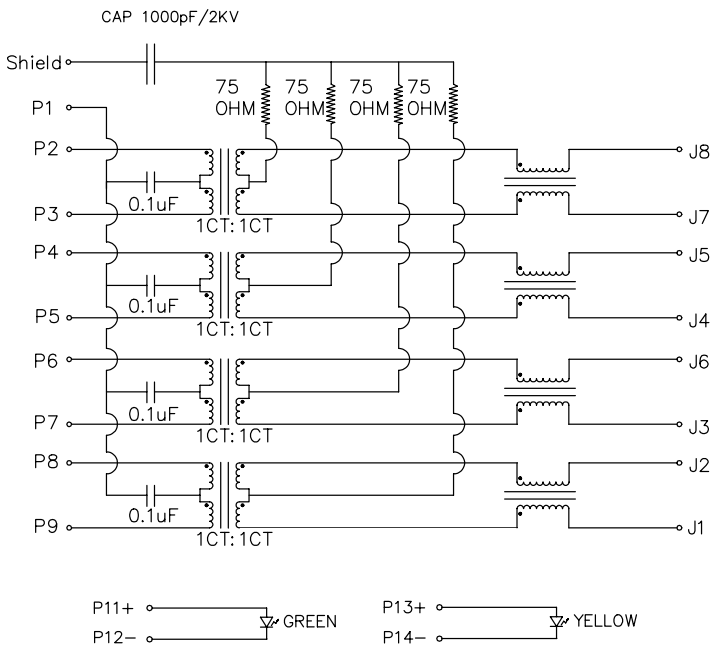 CAP 1000pF/2KV
Shield
75 OHM
75 OHM
75 OHM
75 OHM
P1
P2
J8
0.1uF
P3
J7
1CT:1CT
P4
J5
0.1uF
P5
J4
1CT:1CT
P6
J6
0.1uF
P7
J3
1CT:1CT
P8
J2
0.1uF
P9
J1
1CT:1CT
P11+
GREEN
P12-
P13+
YELLOW
P14-